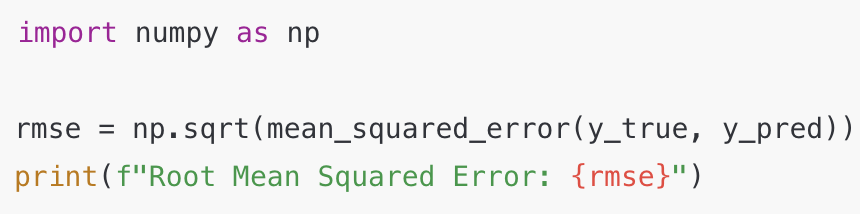 import numpy as np
rmse = np.sqrt(mean_squared_error(y_true, y_pred))
print(f"Root Mean Squared Error: {rmse}")